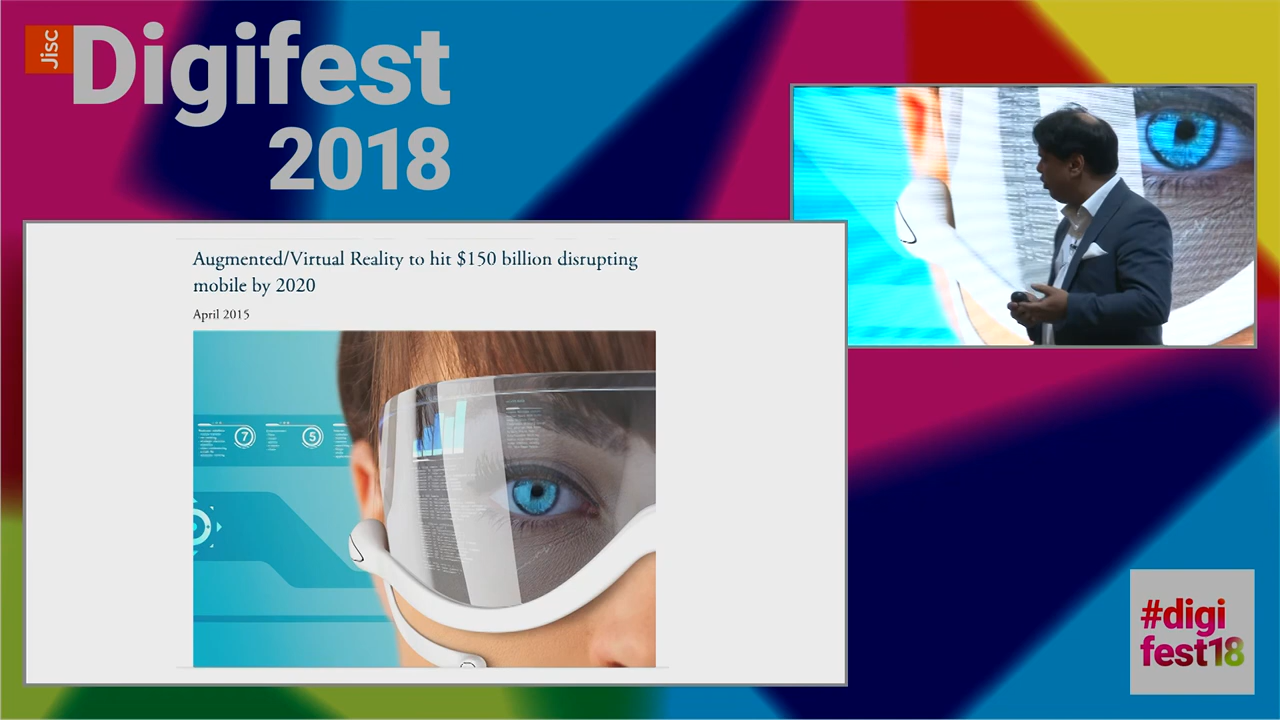 Jisc
Digifest
2018
Augmented/Virtual Reality to hit $150 billion disrupting
mobile by 2020
April 2015
7
5
#digi
fest18